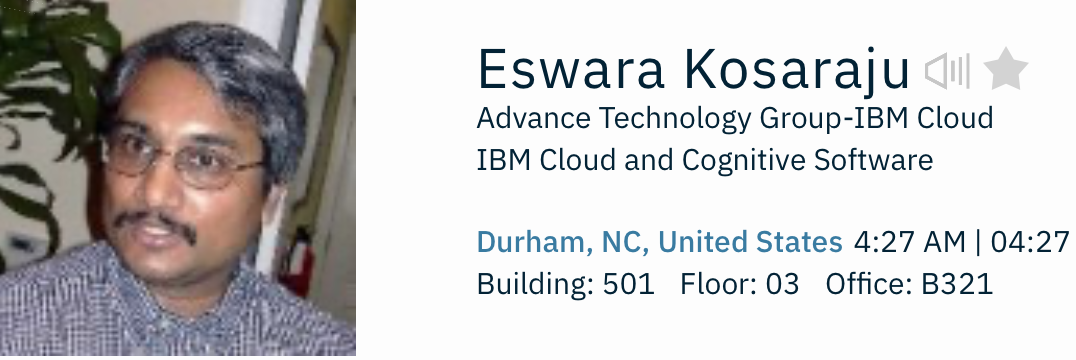 Eswara Kosaraju
Advance Technology Group-IBM Cloud
IBM Cloud and Cognitive Software
Durham, NC, United States 4:27 AM | 04:27
Building: 501 Floor: 03 Office: B321